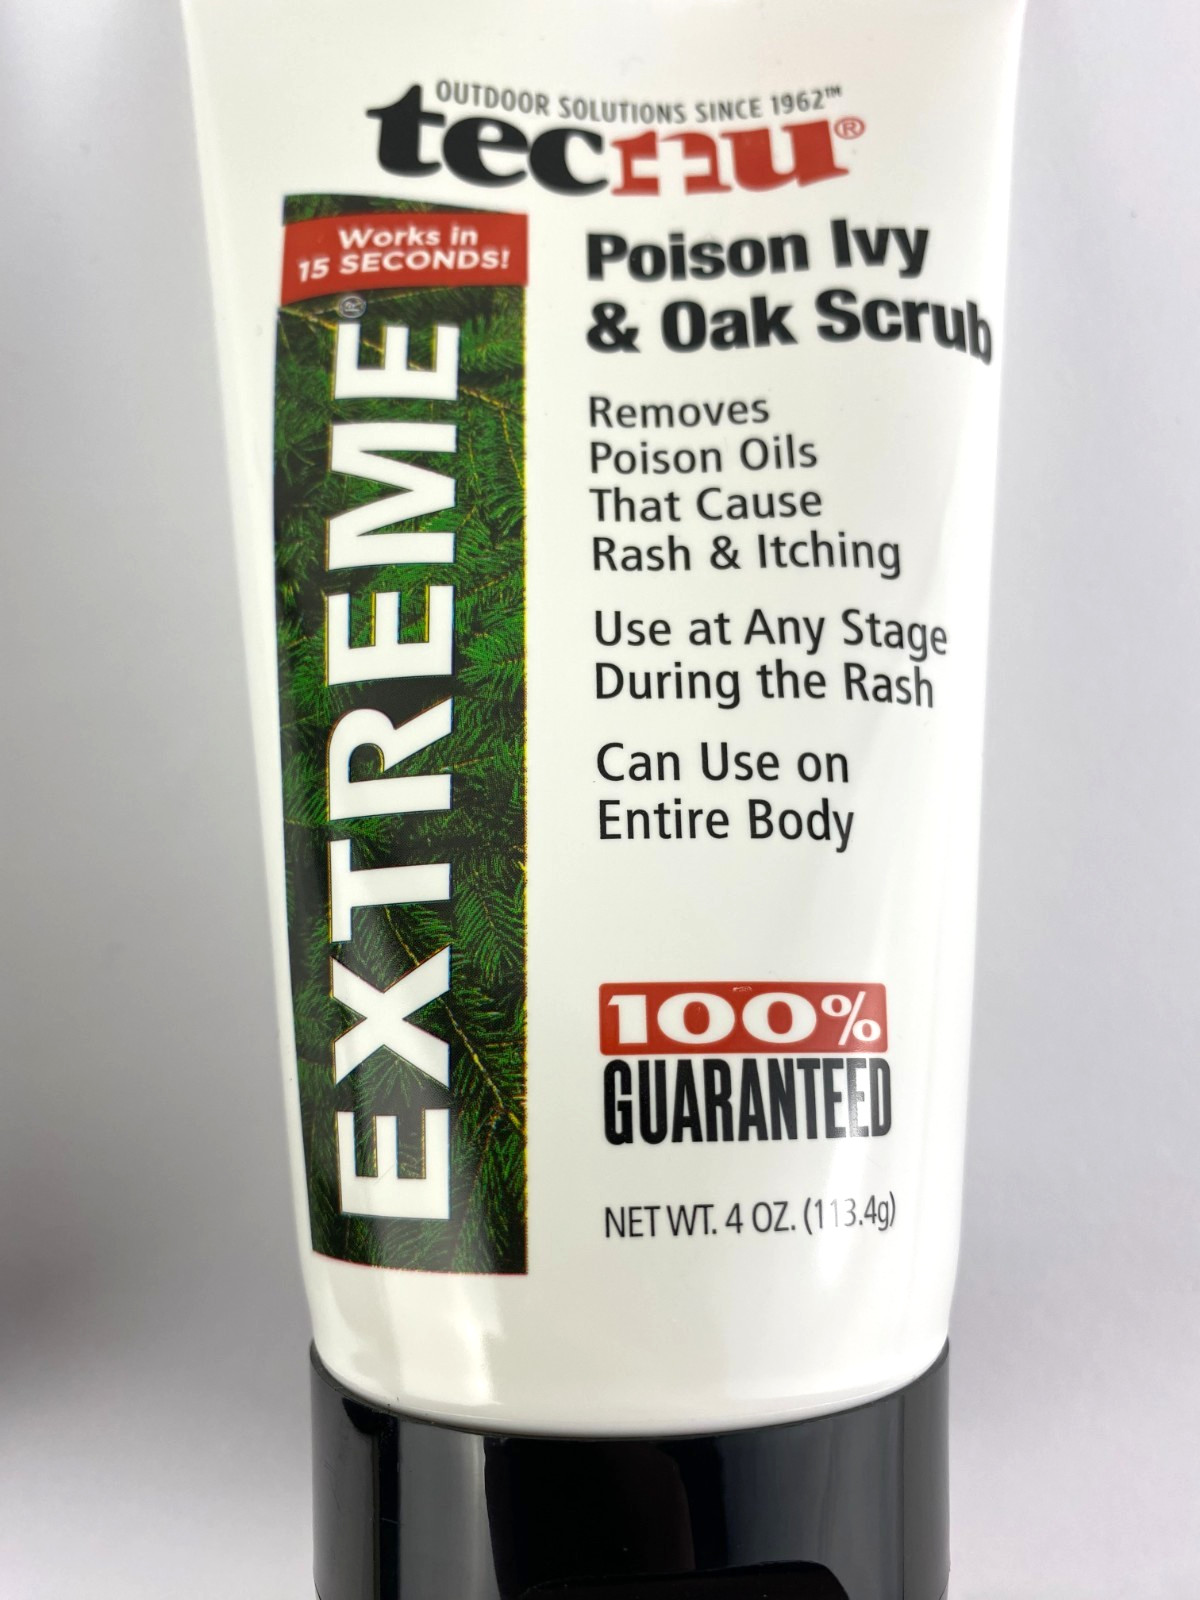 OUTDOOR SOLUTIONS SINCE 1962™
tecnu®
Works in
15 SECONDS!
EXTREME®
Poison Ivy
& Oak Scrub
Removes
Poison Oils
That Cause
Rash & Itching
Use at Any Stage
During the Rash
Can Use on
Entire Body
100%
GUARANTEED
NET WT. 4 OZ. (113.4g)